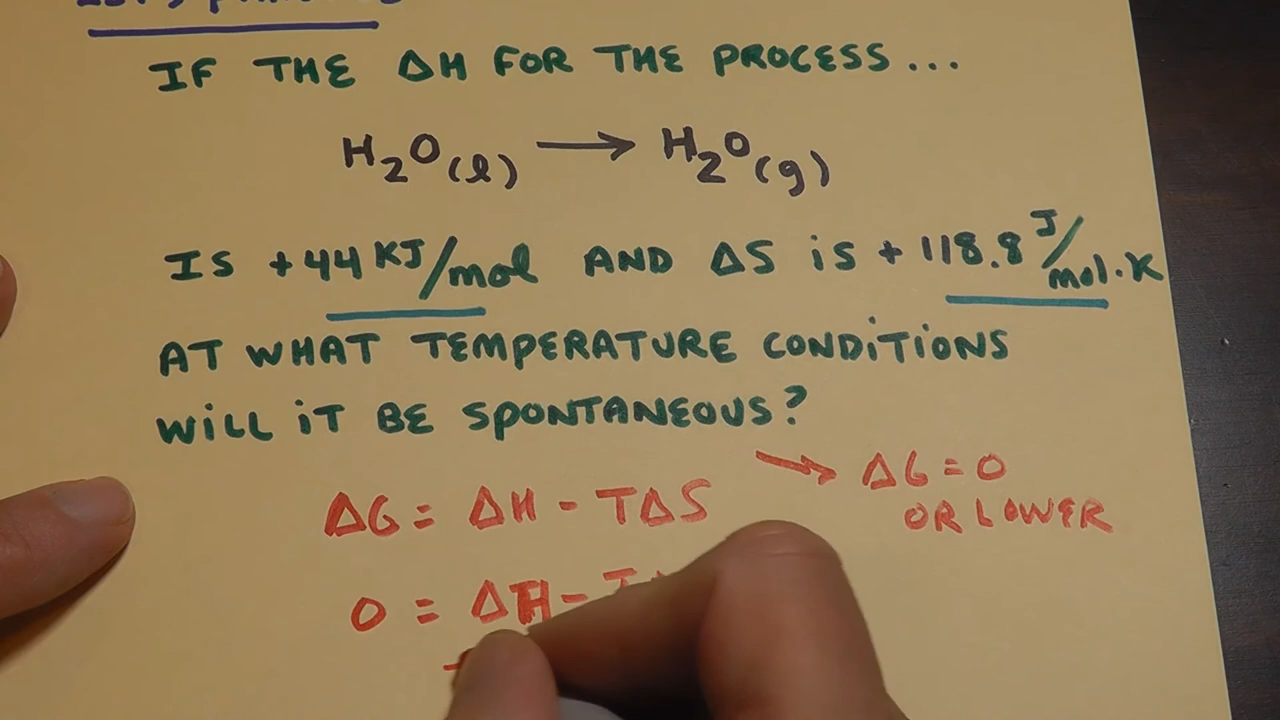 IF THE ΔH FOR THE PROCESS...
H₂O(l) → H₂O(g)
IS +44 KJ/mol AND ΔS is +118.8 J/mol·K
AT WHAT TEMPERATURE CONDITIONS
WILL IT BE SPONTANEOUS?
→ ΔG = 0
OR LOWER
ΔG = ΔH - TΔS
0 = ΔH -